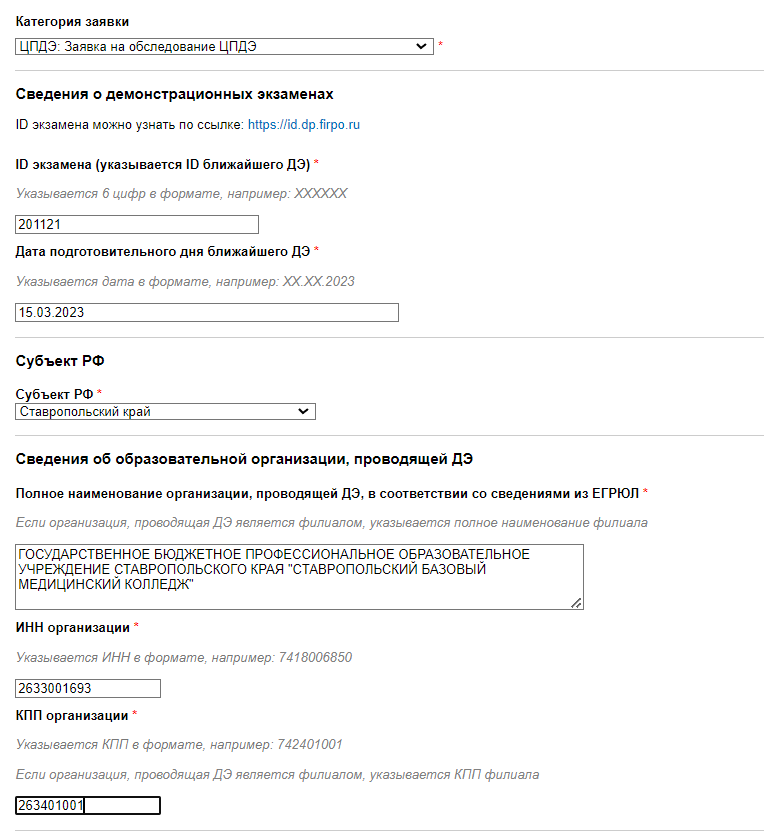 Категория заявки
ЦПДЭ: Заявка на обследование ЦПДЭ *
Сведения о демонстрационных экзаменах
ID экзамена можно узнать по ссылке: https://id.dp.firpo.ru
ID экзамена (указывается ID ближайшего ДЭ) *
Указывается 6 цифр в формате, например: XXXXXX
201121
Дата подготовительного дня ближайшего ДЭ *
Указывается дата в формате, например: XX.XX.2023
15.03.2023
Субъект РФ
Субъект РФ *
Ставропольский край
Сведения об образовательной организации, проводящей ДЭ
Полное наименование организации, проводящей ДЭ, в соответствии со сведениями из ЕГРЮЛ *
Если организация, проводящая ДЭ является филиалом, указывается полное наименование филиала
ГОСУДАРСТВЕННОЕ БЮДЖЕТНОЕ ПРОФЕССИОНАЛЬНОЕ ОБРАЗОВАТЕЛЬНОЕ
УЧРЕЖДЕНИЕ СТАВРОПОЛЬСКОГО КРАЯ "СТАВРОПОЛЬСКИЙ БАЗОВЫЙ
МЕДИЦИНСКИЙ КОЛЛЕДЖ"
ИНН организации *
Указывается ИНН в формате, например: 7418006850
2633001693
КПП организации *
Указывается КПП в формате, например: 742401001
Если организация, проводящая ДЭ является филиалом, указывается КПП филиала
263401001